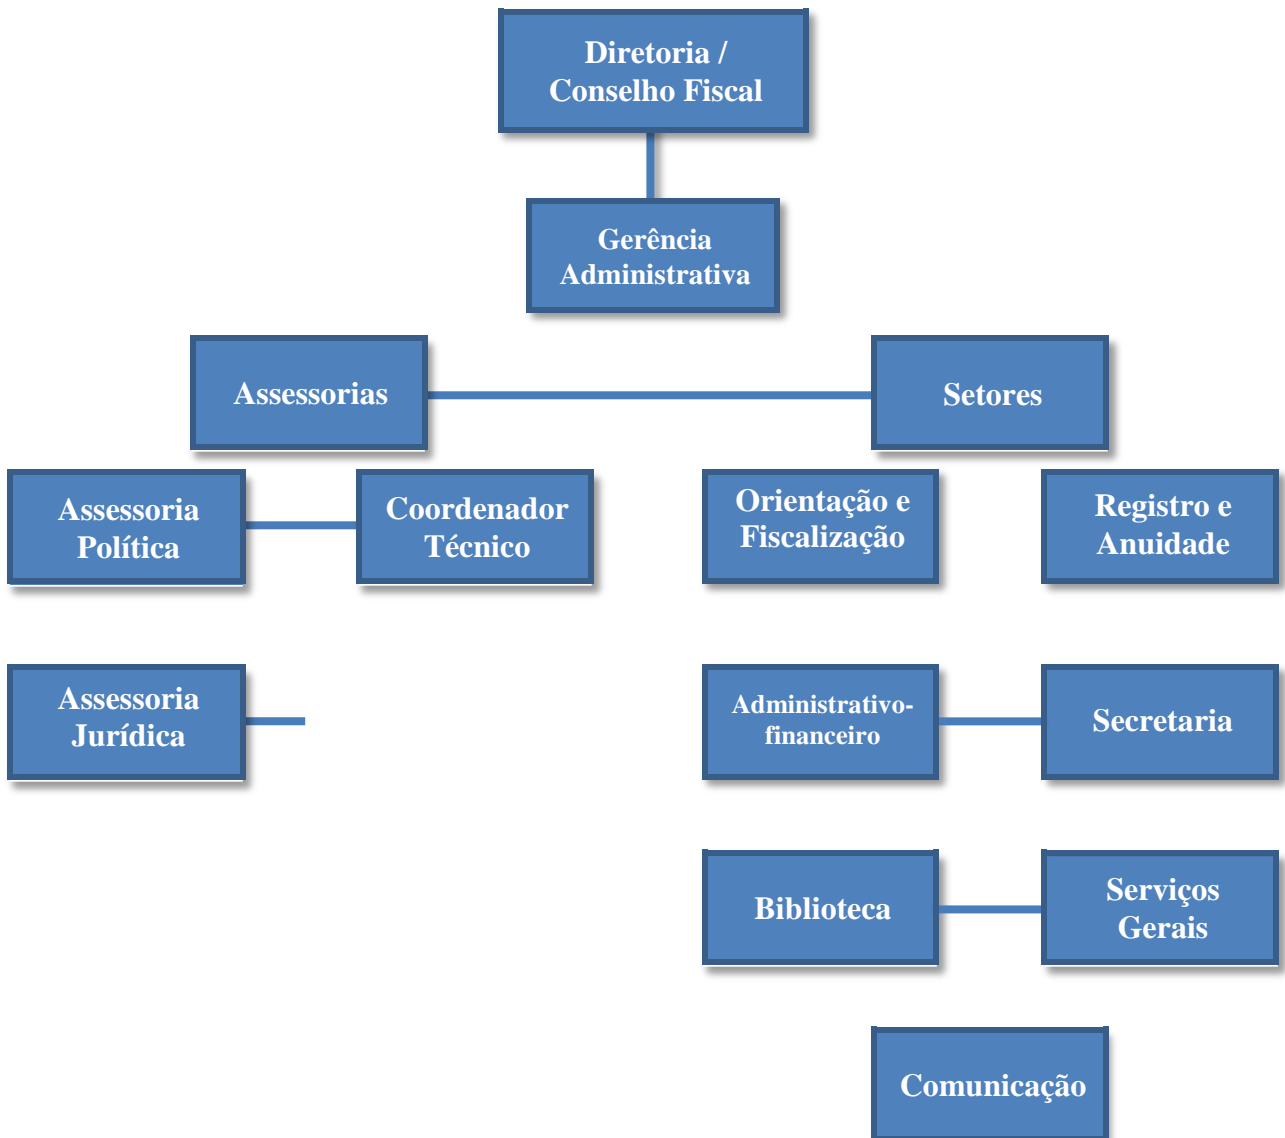 Diretoria /
Conselho Fiscal
Gerência
Administrativa
Assessorias
Setores
Assessoria
Política
Coordenador
Técnico
Orientação e
Fiscalização
Registro e
Anuidade
Assessoria
Jurídica
Administrativo-
financeiro
Secretaria
Biblioteca
Serviços
Gerais
Comunicação